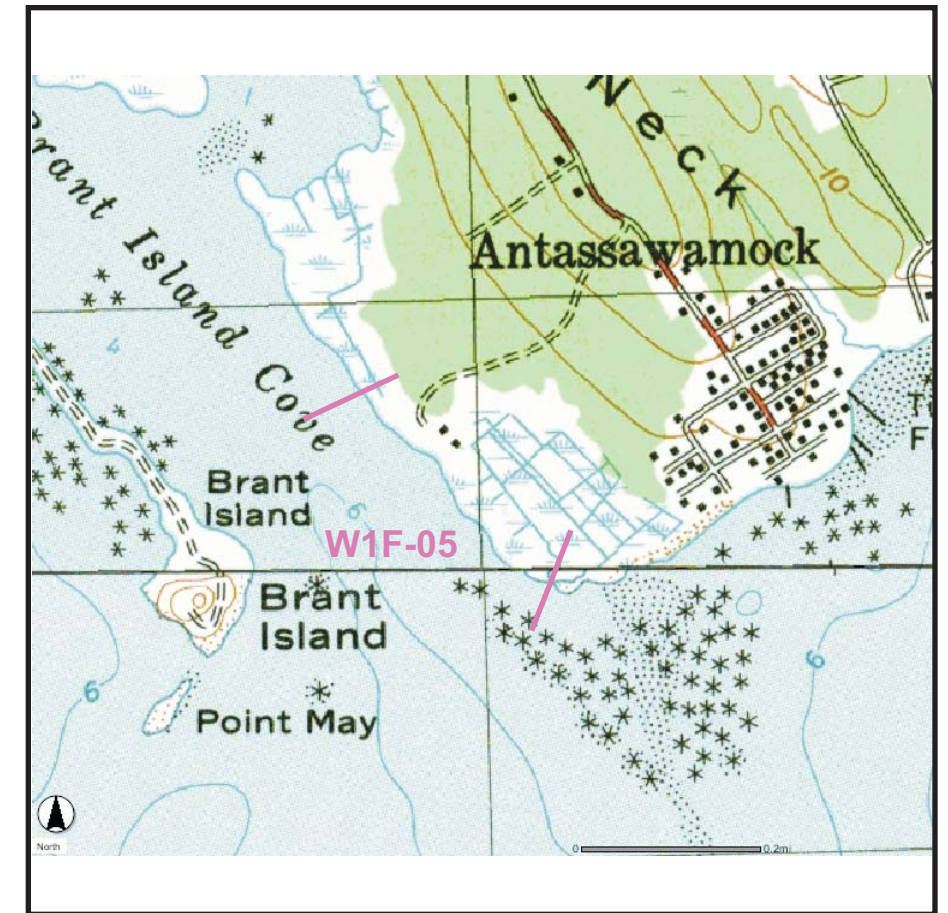 Neck
10
Brant Island Cove
Antassawamock
4
T
F
Brant
Island
6
W1F-05
Brant
Island
6
6
Point May
North
0 0.2mi